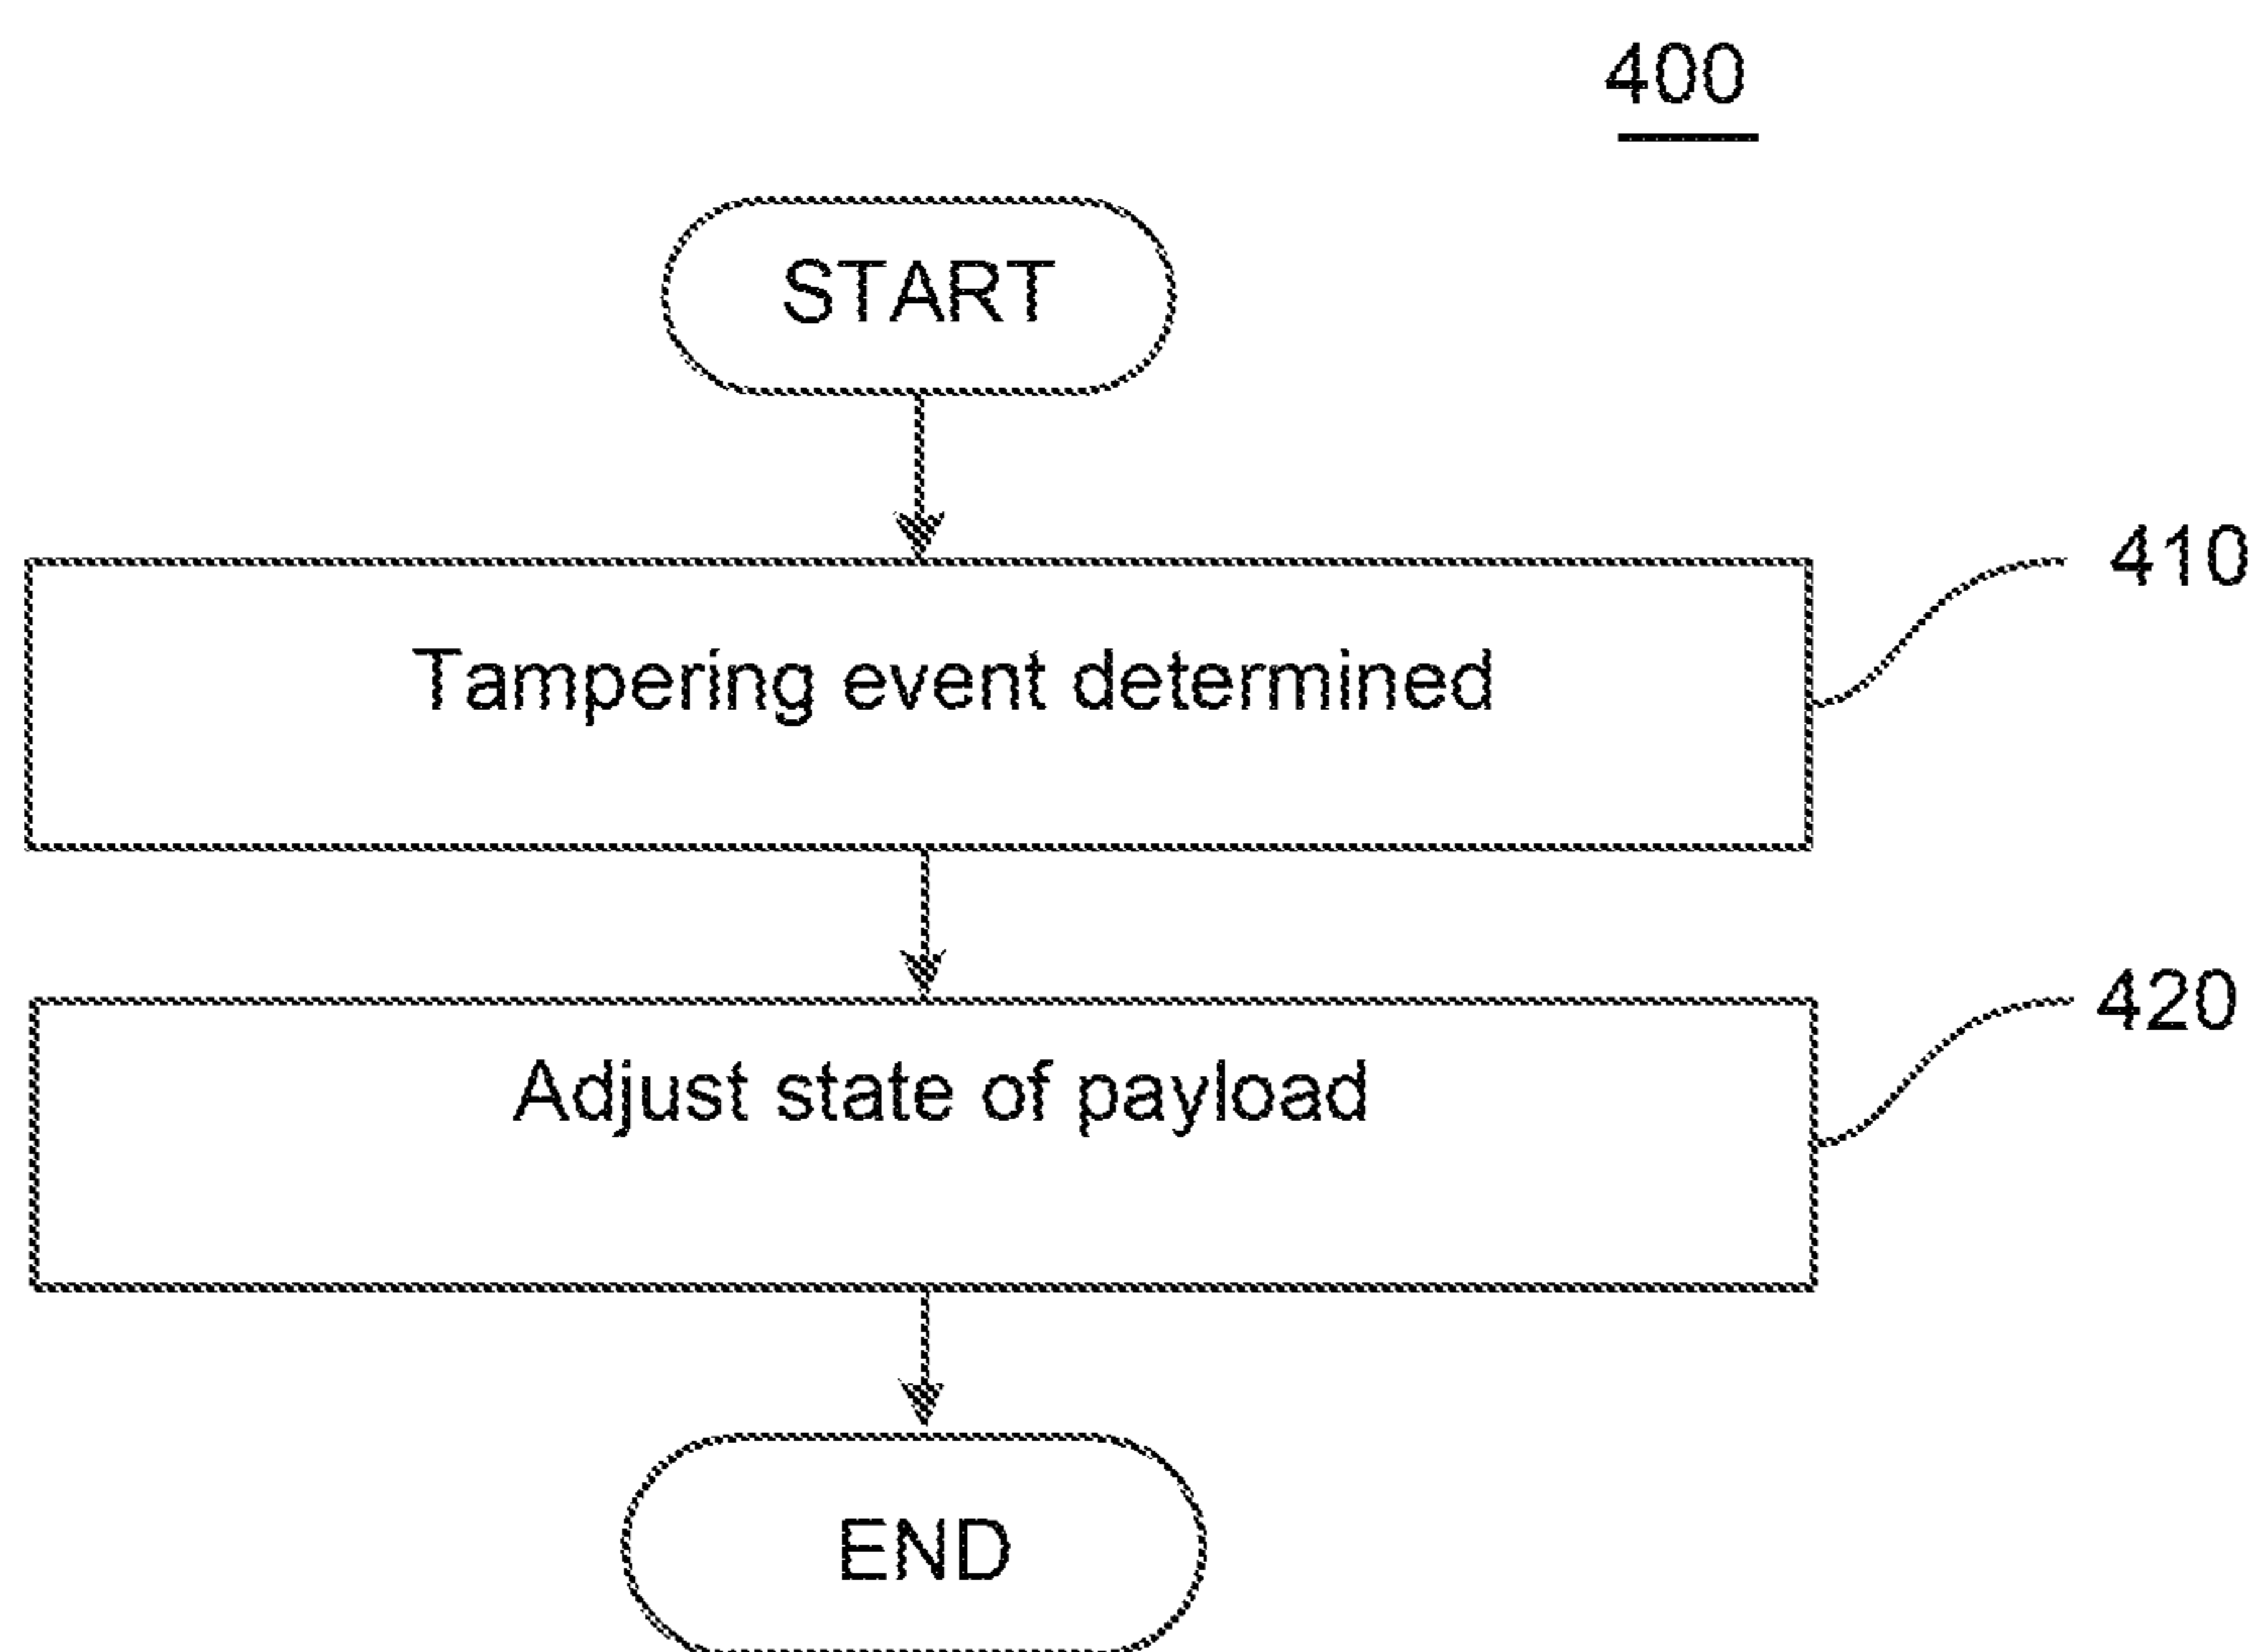 400
START
410
Tampering event determined
420
Adjust state of payload
END